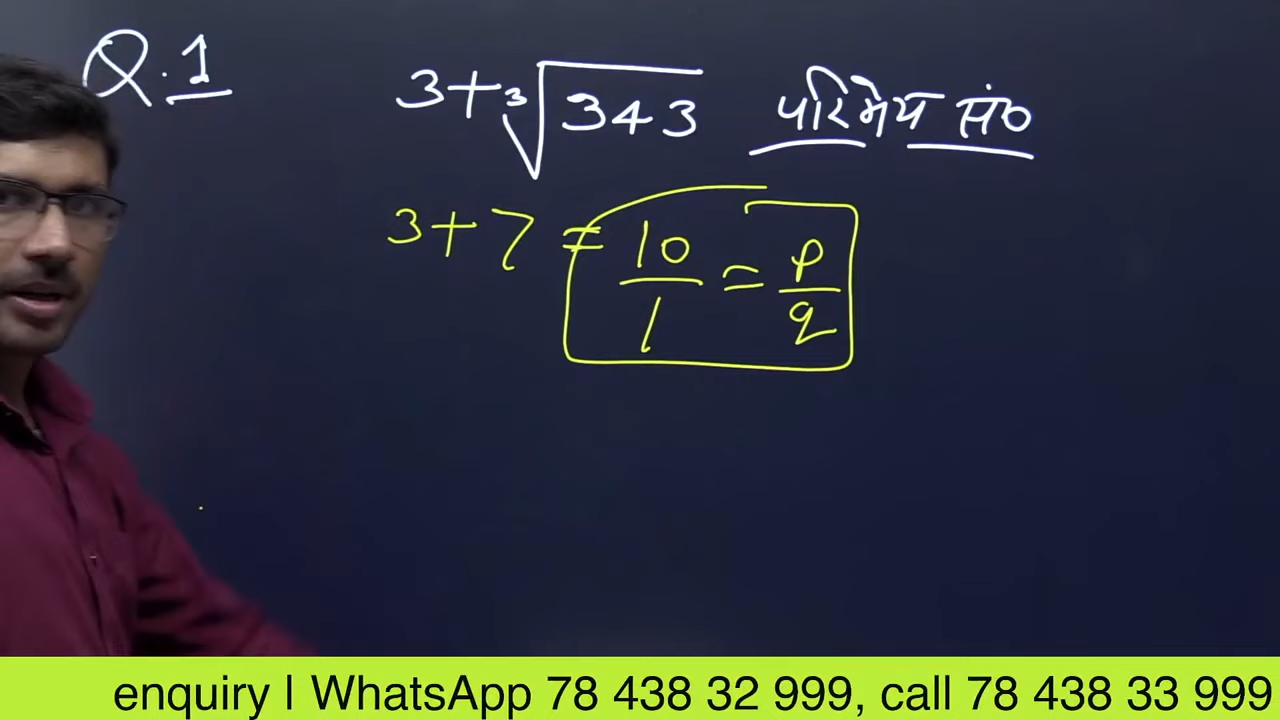 Q.1 3+∛343 परिमेय सं०
3+7 = 10/1 = p/q
enquiry | WhatsApp 78 438 32 999, call 78 438 33 999